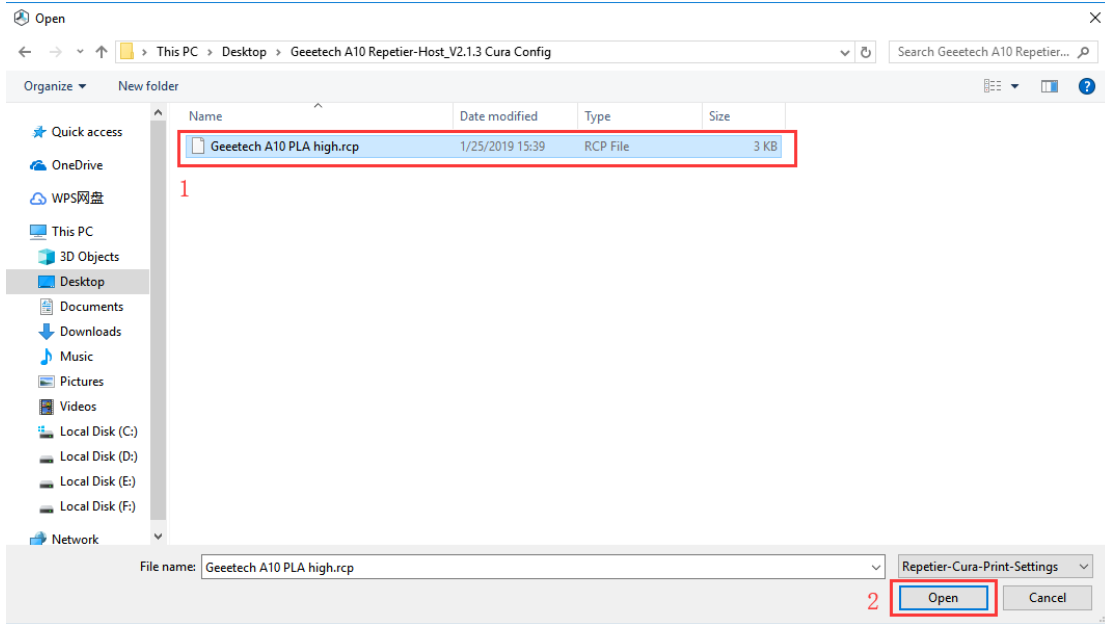 Open
This PC > Desktop > Geeetech A10 Repetier-Host_V2.1.3 Cura Config
Search Geeetech A10 Repetier...
Organize
New folder
?
Name Date modified Type Size
Geeetech A10 PLA high.rcp 1/25/2019 15:39 RCP File 3 KB
1
Quick access
OneDrive
WPS网盘
This PC
3D Objects
Desktop
Documents
Downloads
Music
Pictures
Videos
Local Disk (C:)
Local Disk (D:)
Local Disk (E:)
Local Disk (F:)
Network
File name: Geeetech A10 PLA high.rcp
Repetier-Cura-Print-Settings
2
Open
Cancel